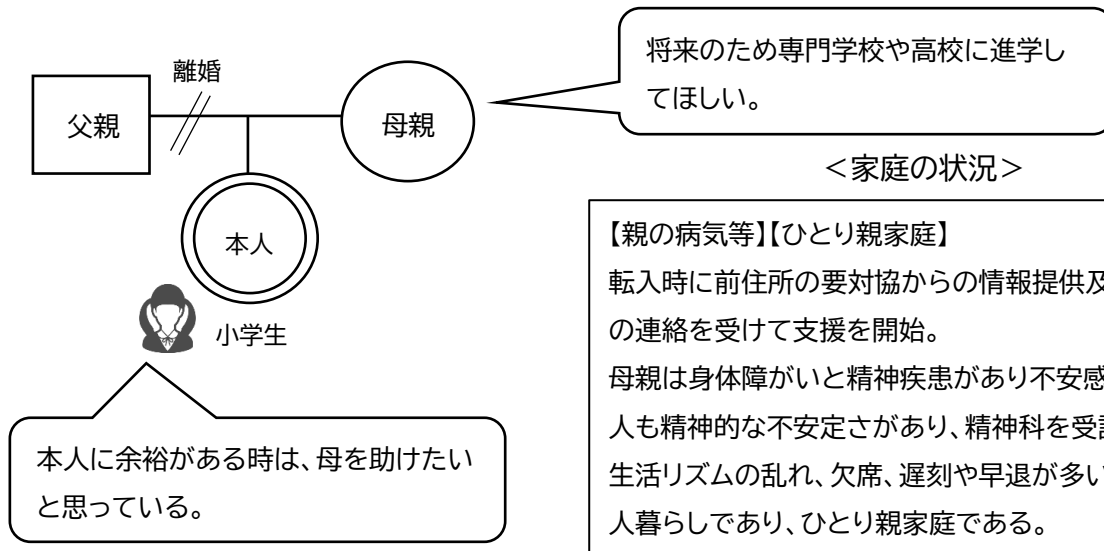 離婚
父親
母親
将来のため専門学校や高校に進学し
てほしい。
本人
小学生
本人に余裕がある時は、母を助けたい
と思っている。
＜家庭の状況＞
【親の病気等】【ひとり親家庭】
転入時に前住所の要対協からの情報提供及
の連絡を受けて支援を開始。
母親は身体障がいと精神疾患があり不安感
人も精神的な不安定さがあり、精神科を受
生活リズムの乱れ、欠席、遅刻や早退が多い
人暮らしであり、ひとり親家庭である。